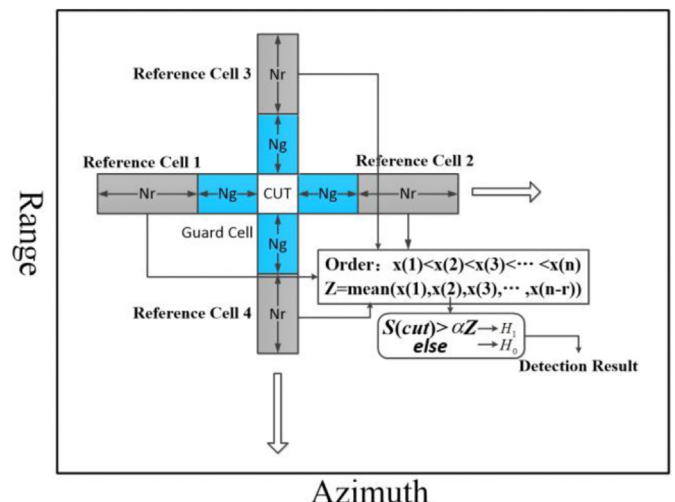 Reference Cell 3
Nr
Ng
Reference Cell 1
Reference Cell 2
Nr
Ng
CUT
Ng
Nr
Guard Cell
Ng
Order：x(1)<x(2)<x(3)<⋯ <x(n)
Z=mean(x(1),x(2),x(3),⋯ ,x(n-r))
Reference Cell 4
Nr
S(cut)> αZ→H₁
else →H₀
Detection Result
Range
Azimuth